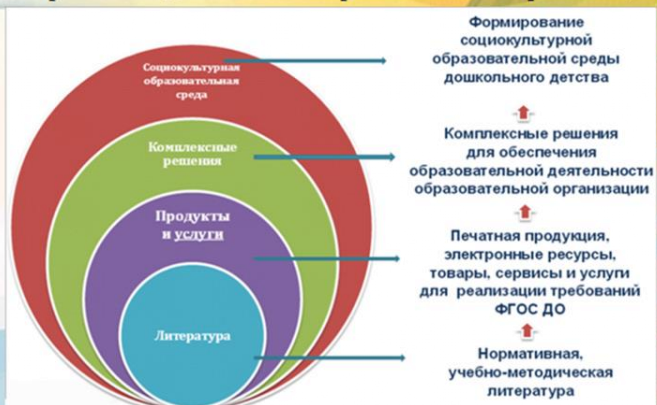 Социокультурная
образовательная
среда
Комплексные
решения
Продукты
и услуги
Литература
Формирование
социокультурной
образовательной среды
дошкольного детства
Комплексные решения
для обеспечения
образовательной деятельности
образовательной организации
Печатная продукция,
электронные ресурсы,
товары, сервисы и услуги
для реализации требований
ФГОС ДО
Нормативная,
учебно-методическая
литература